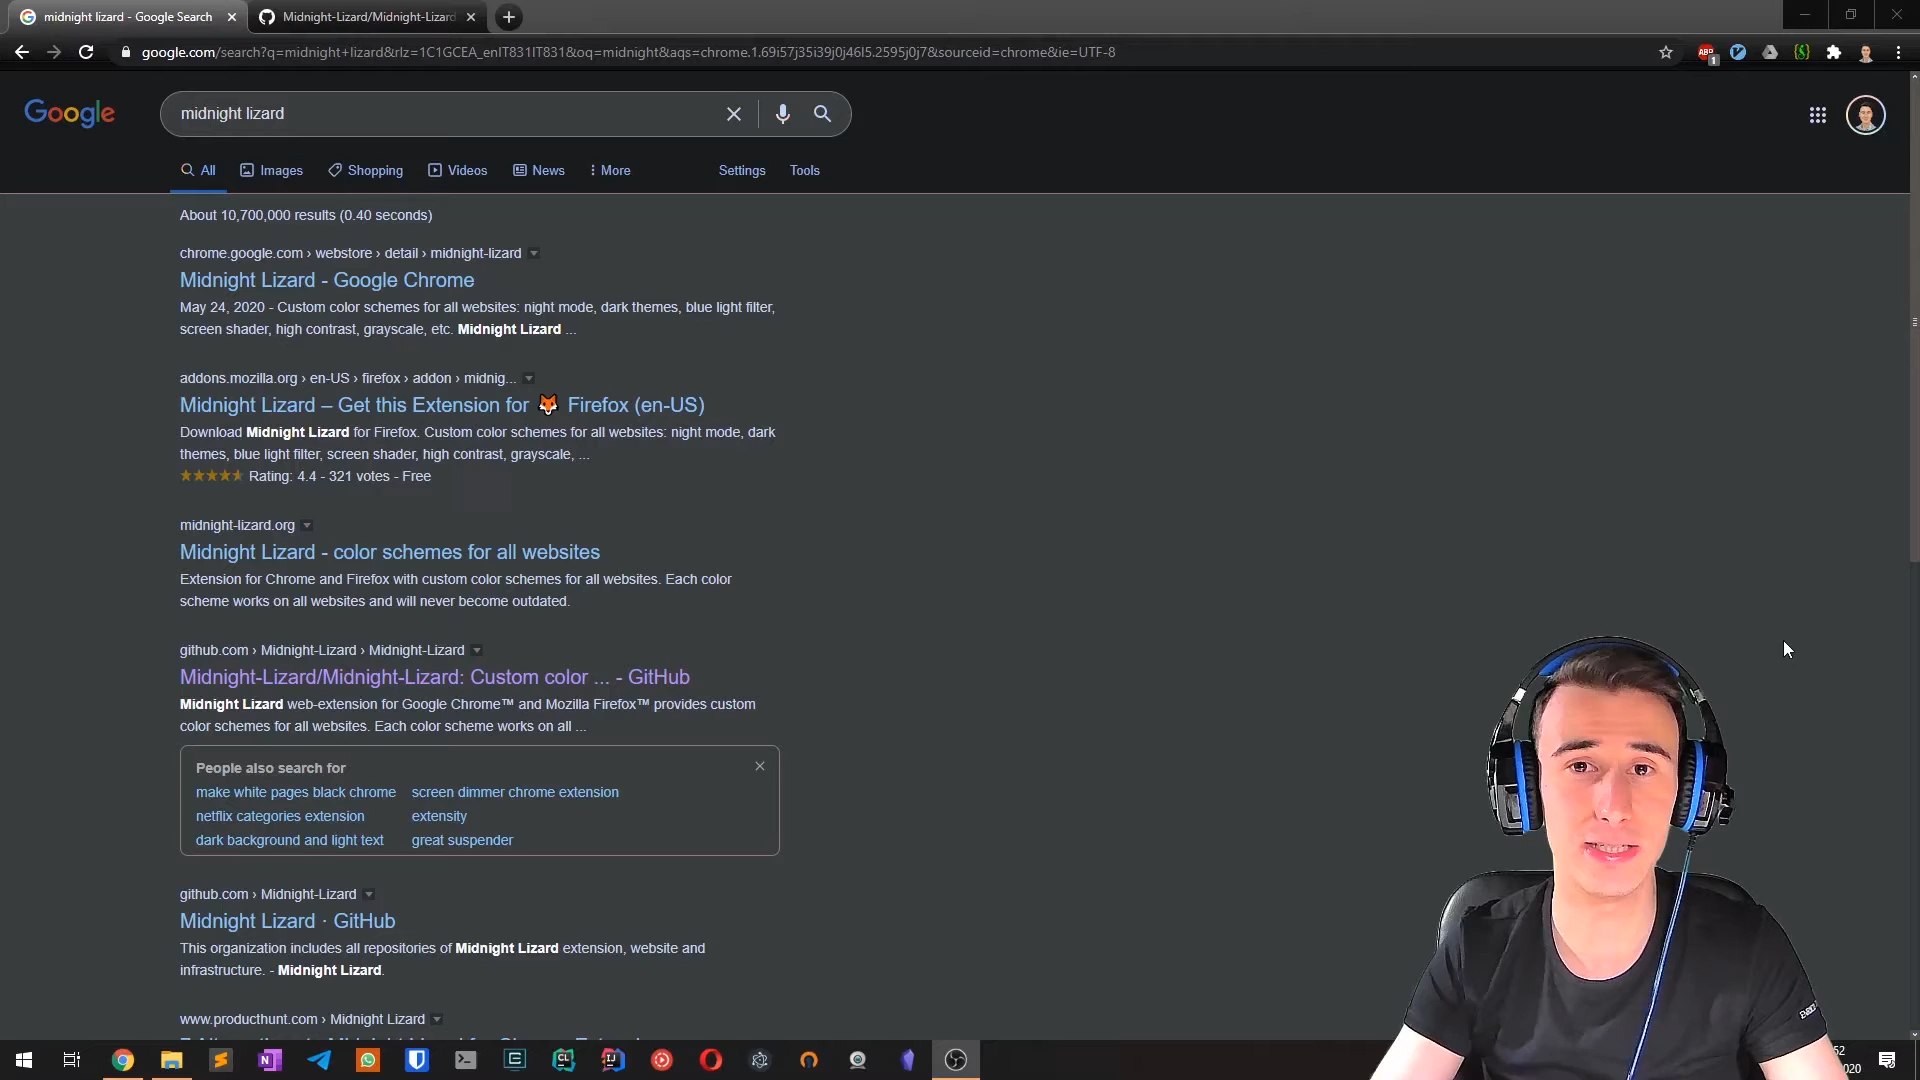 midnight lizard - Google Search
Midnight-Lizard/Midnight-Lizard
google.com/search?q=midnight+lizard&rlz=1C1GCEA_enIT831IT831&oq=midnight&aqs=chrome.1.69i57j35i39j0j46l5.2595j0j7&sourceid=chrome&ie=UTF-8
ABP
1
Google
midnight lizard
All
Images
Shopping
Videos
News
More
Settings
Tools
About 10,700,000 results (0.40 seconds)
chrome.google.com › webstore › detail › midnight-lizard
Midnight Lizard - Google Chrome
May 24, 2020 - Custom color schemes for all websites: night mode, dark themes, blue light filter,
screen shader, high contrast, grayscale, etc. Midnight Lizard ...
addons.mozilla.org › en-US › firefox › addon › midnig...
Midnight Lizard – Get this Extension for 🦊 Firefox (en-US)
Download Midnight Lizard for Firefox. Custom color schemes for all websites: night mode, dark
themes, blue light filter, screen shader, high contrast, grayscale, ...
Rating: 4.4 - 321 votes - Free
midnight-lizard.org
Midnight Lizard - color schemes for all websites
Extension for Chrome and Firefox with custom color schemes for all websites. Each color
scheme works on all websites and will never become outdated.
github.com › Midnight-Lizard › Midnight-Lizard
Midnight-Lizard/Midnight-Lizard: Custom color ... - GitHub
Midnight Lizard web-extension for Google Chrome™ and Mozilla Firefox™ provides custom
color schemes for all websites. Each color scheme works on all ...
People also search for
make white pages black chrome
screen dimmer chrome extension
netflix categories extension
extensity
dark background and light text
great suspender
github.com › Midnight-Lizard
Midnight Lizard · GitHub
This organization includes all repositories of Midnight Lizard extension, website and
infrastructure. - Midnight Lizard.
www.producthunt.com › Midnight Lizard
52
020